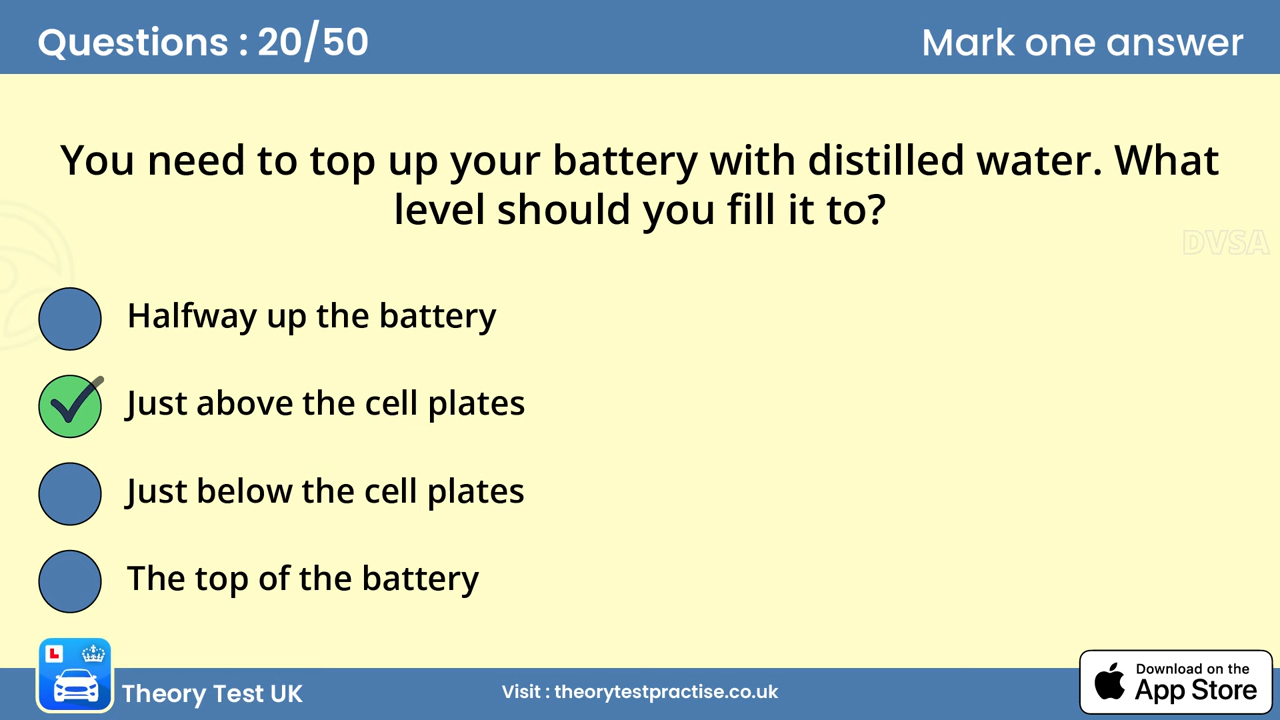 Questions : 20/50
Mark one answer
You need to top up your battery with distilled water. What
level should you fill it to?
DVSA
Halfway up the battery
Just above the cell plates
Just below the cell plates
The top of the battery
L
Theory Test UK
Visit : theorytestpractise.co.uk
Download on the
App Store